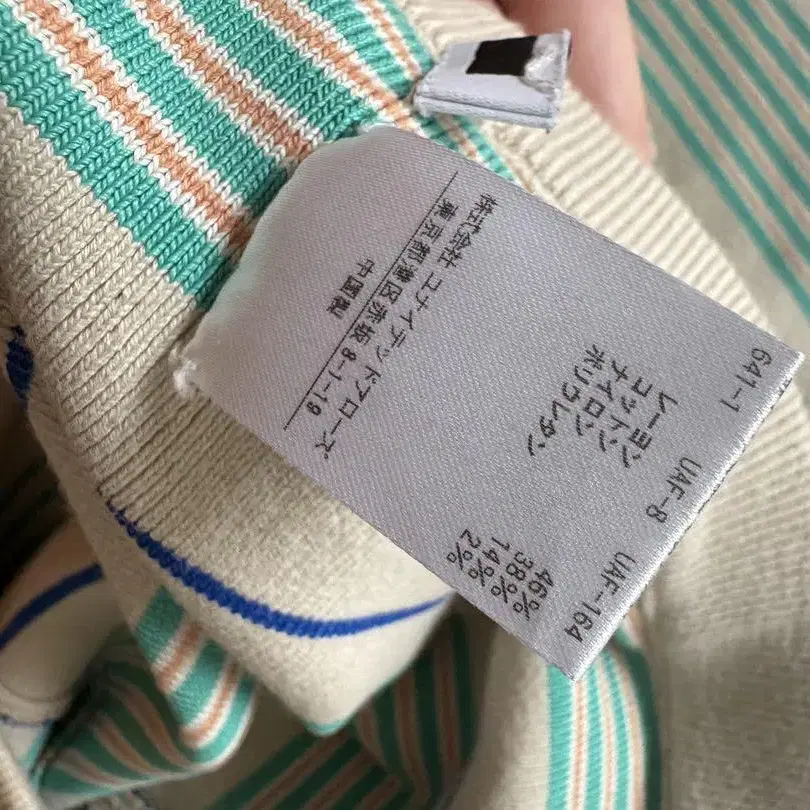 641-1 UAF-8 UAF-164
レーヨン 46%
コットン 38%
ナイロン 14%
ポリウレタン 2%
株式会社 ユナイテッドアローズ
東京都港区赤坂 8-1-19
中国製